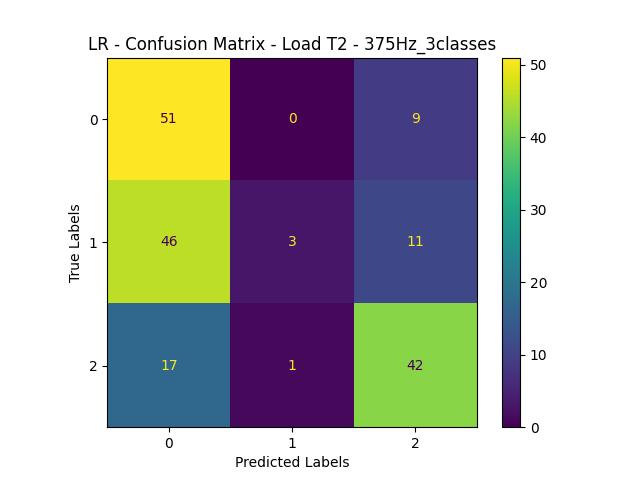 LR - Confusion Matrix - Load T2 - 375Hz_3classes
50
0 51 0 9
40
30
True Labels
1 46 3 11
20
2 17 1 42
10
0
0 1 2
Predicted Labels